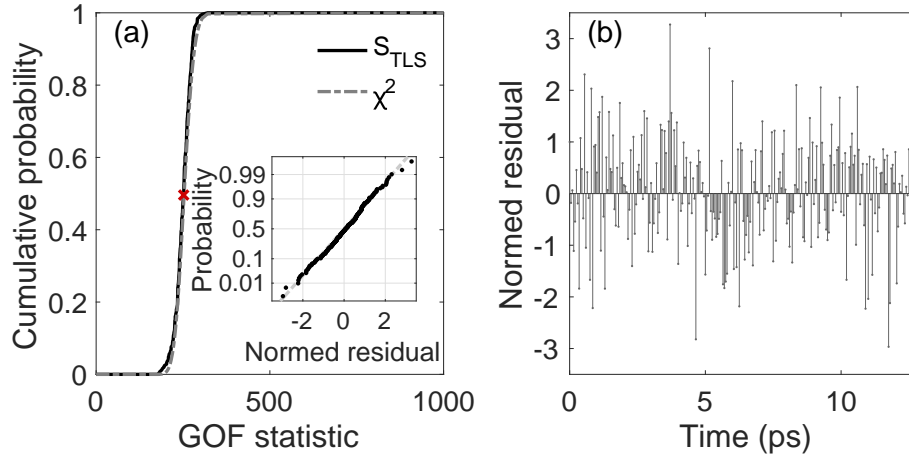 (a)
S_TLS
χ²
Cumulative probability
1
0.8
0.6
0.4
0.2
0
0
500
1000
GOF statistic
Probability
0.99
0.9
0.5
0.1
0.01
-2
0
2
Normed residual
(b)
Normed residual
3
2
1
0
-1
-2
-3
0
5
10
Time (ps)